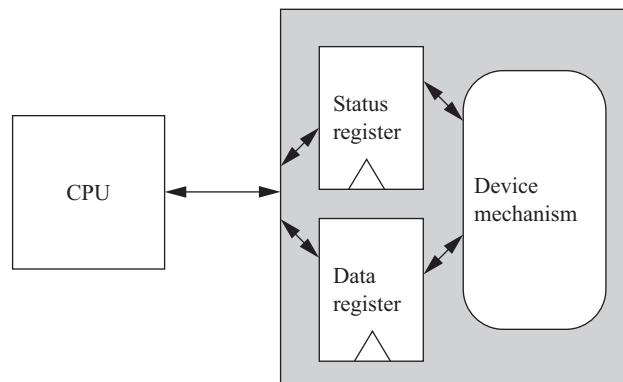 CPU
Status
register
Data
register
Device
mechanism